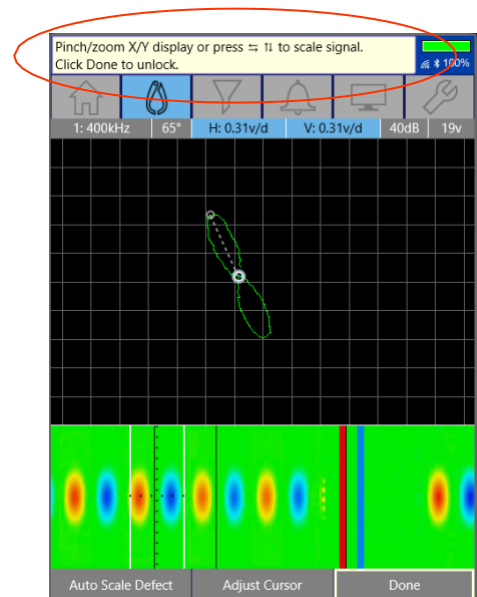 Pinch/zoom X/Y display or press ⇆ ⇅ to scale signal.
Click Done to unlock.
100%
1: 400kHz 65° H: 0.31v/d V: 0.31v/d 40dB 19v
Auto Scale Defect Adjust Cursor Done